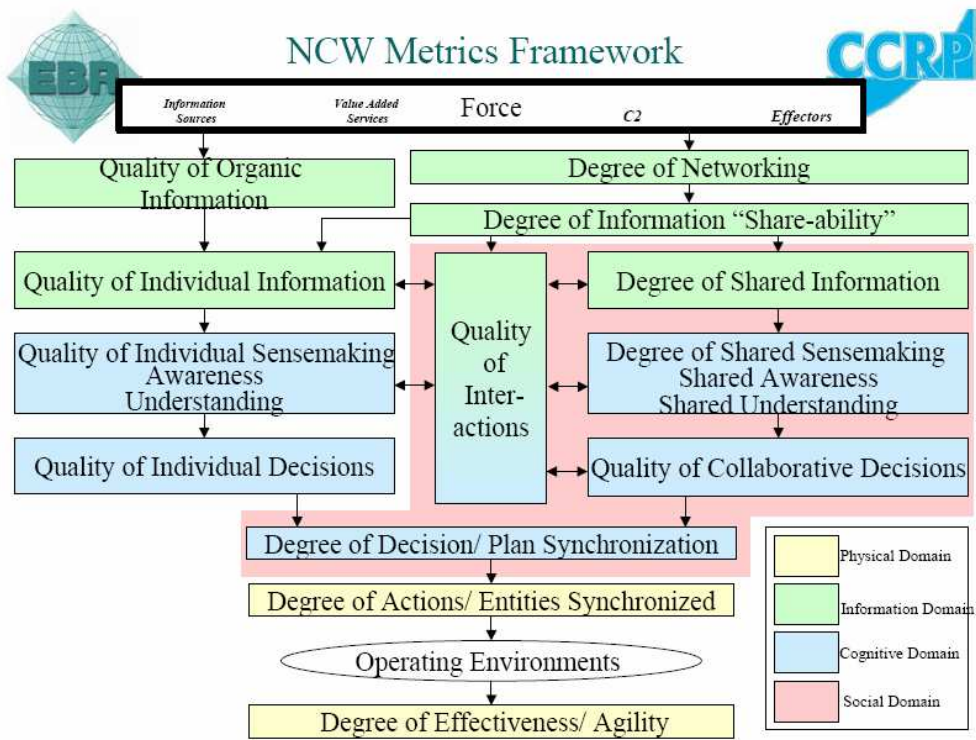 EBR
NCW Metrics Framework
CCRP
Information
Sources
Value Added
Services
Force
C2
Effectors
Quality of Organic
Information
Degree of Networking
Degree of Information “Share-ability”
Quality of Individual Information
Degree of Shared Information
Quality of Individual Sensemaking
Awareness
Understanding
Quality
of
Inter-
actions
Degree of Shared Sensemaking
Shared Awareness
Shared Understanding
Quality of Individual Decisions
Quality of Collaborative Decisions
Degree of Decision/ Plan Synchronization
Degree of Actions/ Entities Synchronized
Operating Environments
Degree of Effectiveness/ Agility
Physical Domain
Information Domain
Cognitive Domain
Social Domain